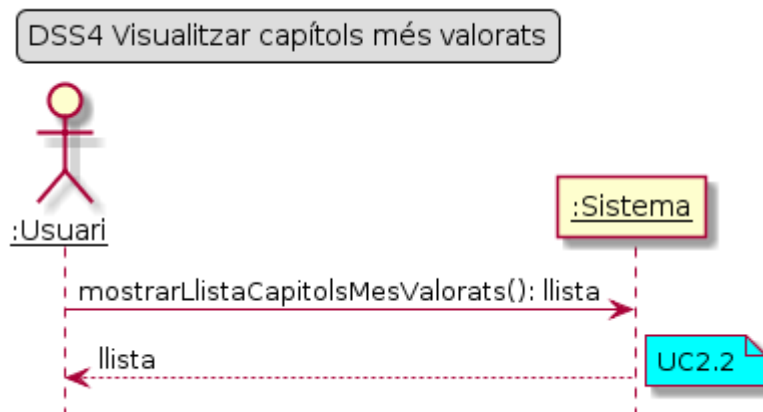 DSS4 Visualitzar capítols més valorats
:Usuari
:Sistema
mostrarLlistaCapitolsMesValorats(): llista
llista
UC2.2